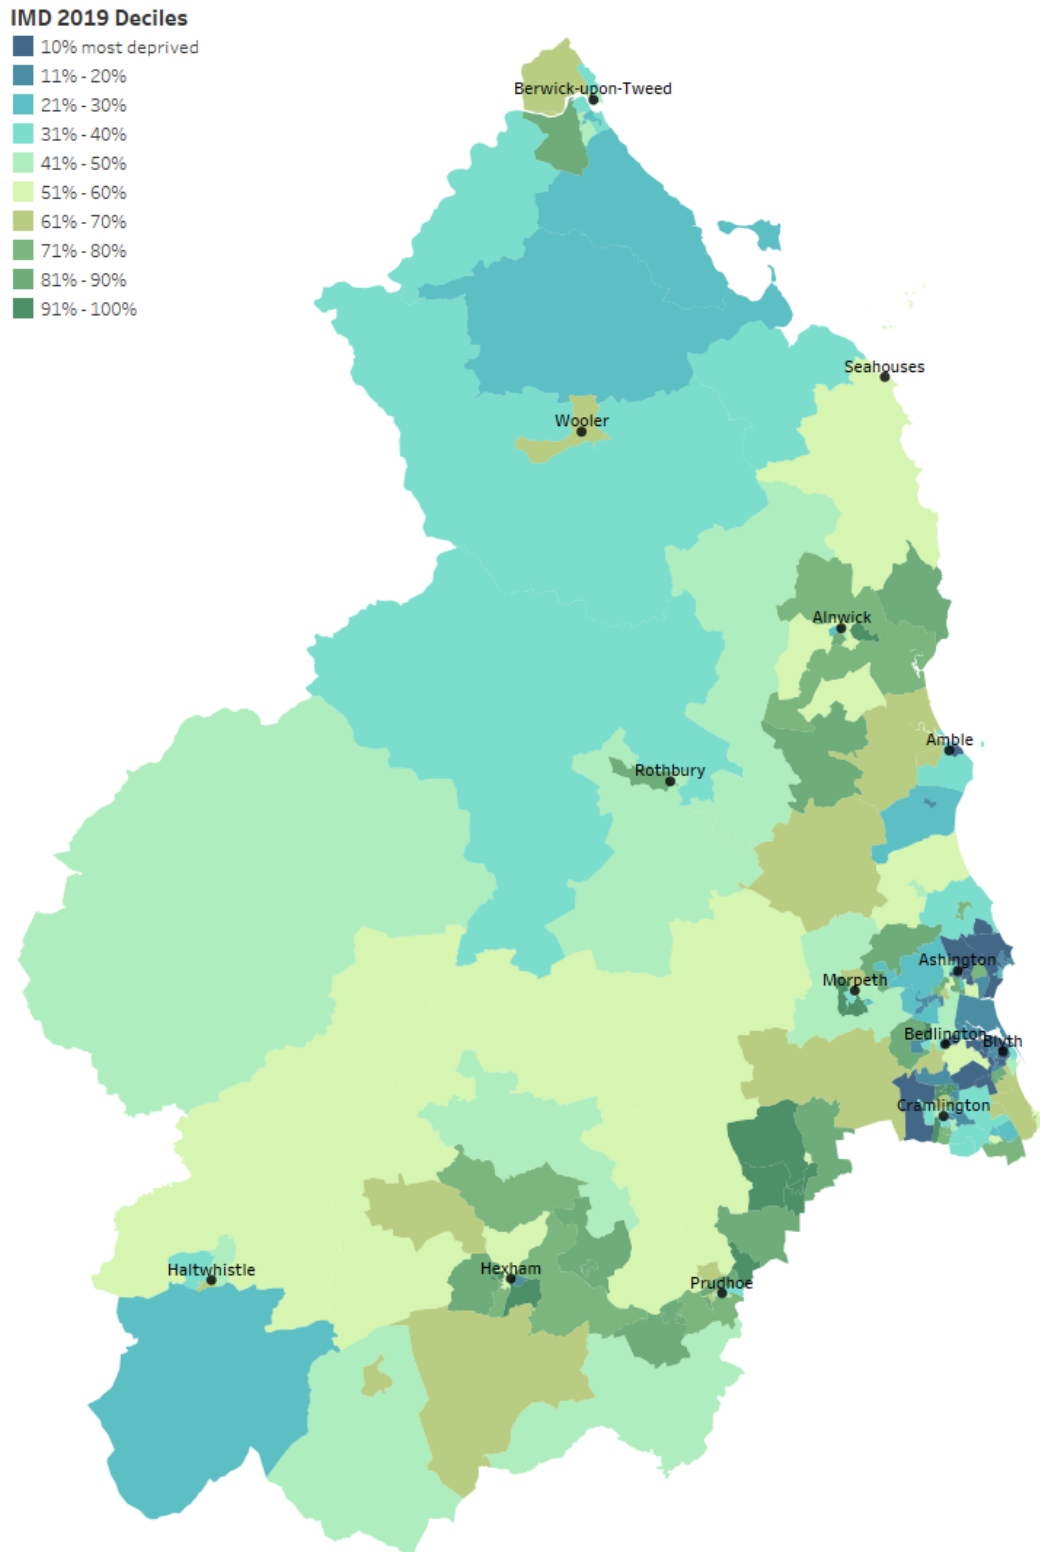 IMD 2019 Deciles
10% most deprived
11% - 20%
21% - 30%
31% - 40%
41% - 50%
51% - 60%
61% - 70%
71% - 80%
81% - 90%
91% - 100%
Berwick-upon-Tweed
Seahouses
Wooler
Alnwick
Amble
Rothbury
Ashington
Morpeth
Bedlington
Blyth
Cramlington
Haltwhistle
Hexham
Prudhoe